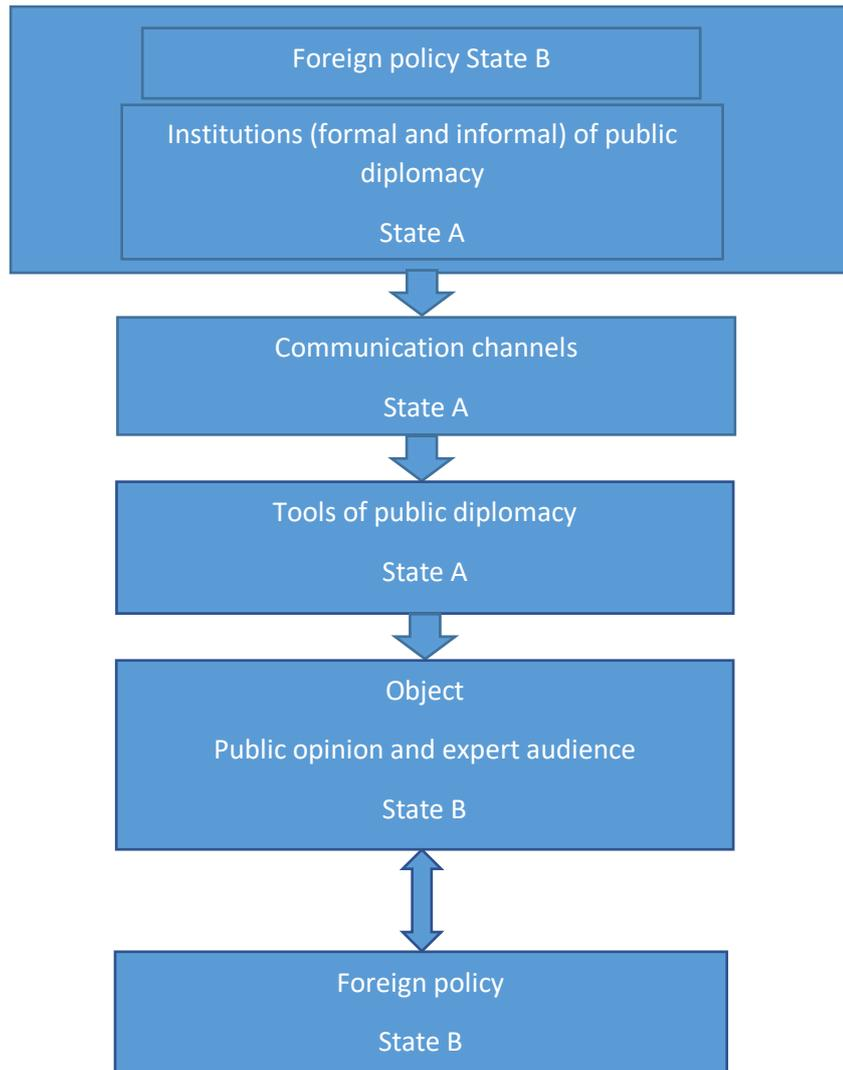 Foreign policy State B
Institutions (formal and informal) of public
diplomacy
State A
Communication channels
State A
Tools of public diplomacy
State A
Object
Public opinion and expert audience
State B
Foreign policy
State B